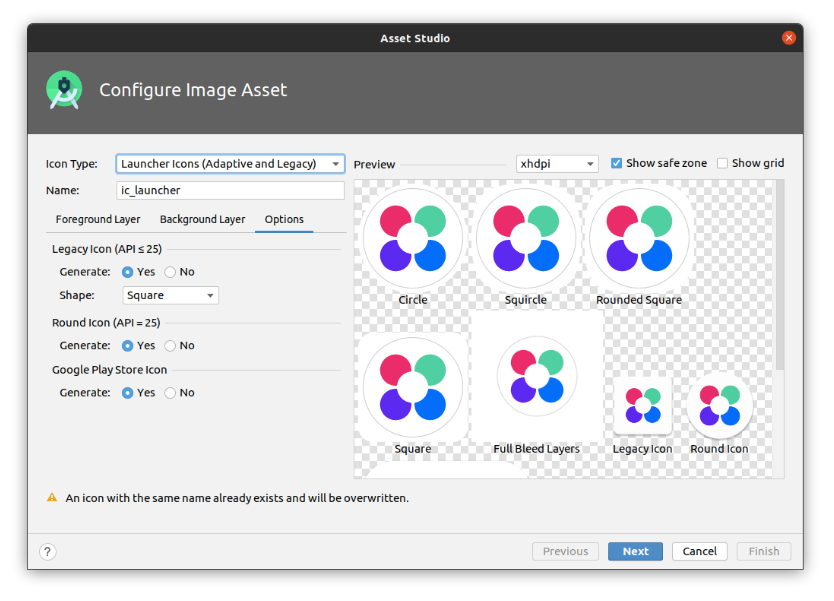 Asset Studio
Configure Image Asset
Icon Type: Launcher Icons (Adaptive and Legacy)
Name: ic_launcher
Foreground Layer Background Layer Options
Legacy Icon (API ≤ 25)
Generate: Yes No
Shape: Square
Round Icon (API = 25)
Generate: Yes No
Google Play Store Icon
Generate: Yes No
Preview xhdpi Show safe zone Show grid
Circle Squircle Rounded Square
Square Full Bleed Layers Legacy Icon Round Icon
An icon with the same name already exists and will be overwritten.
? Previous Next Cancel Finish